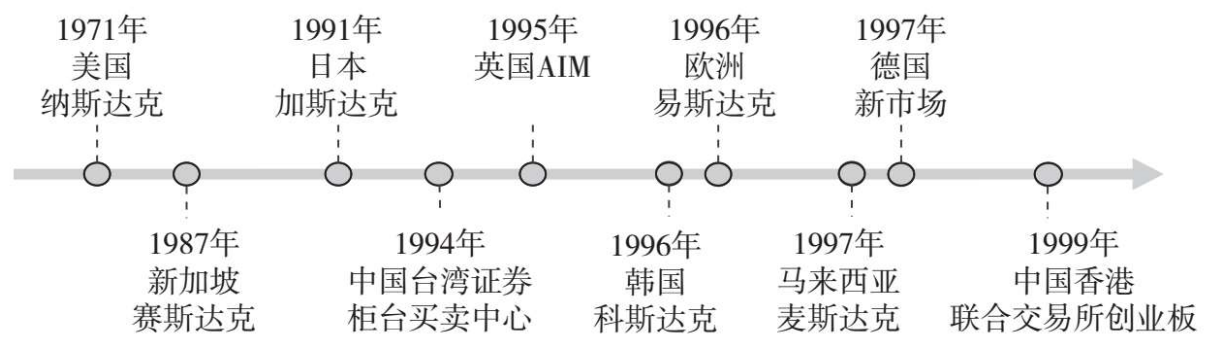 1971年
美国
纳斯达克
1991年
日本
加斯达克
1995年
英国AIM
1996年
欧洲
易斯达克
1997年
德国
新市场
1987年
新加坡
赛斯达克
1994年
中国台湾证券
柜台买卖中心
1996年
韩国
科斯达克
1997年
马来西亚
麦斯达克
1999年
中国香港
联合交易所创业板